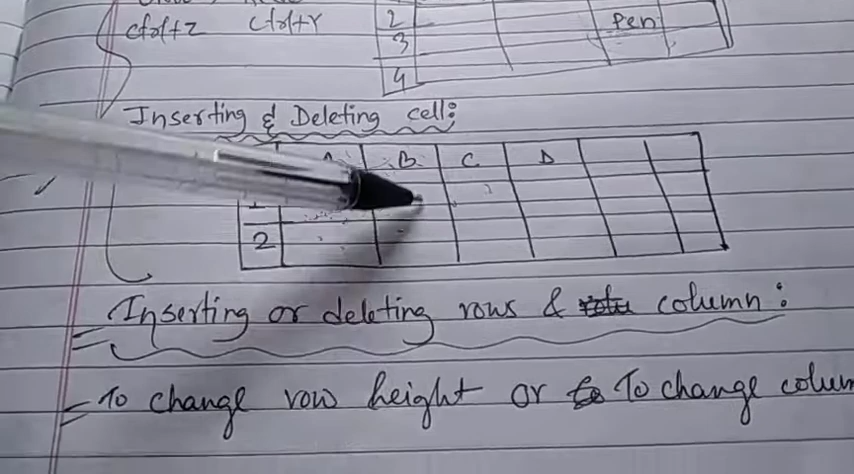 ctrl+z ctrl+Y
2 Pen
3
4
Inserting & Deleting cell:
A B C D
1
2
Inserting or deleting rows & column:
To change row height or To change colum